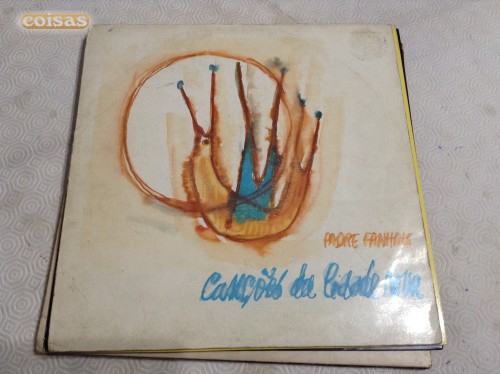 coisas
PADRE FANHAIS
Canções da Cidade nova